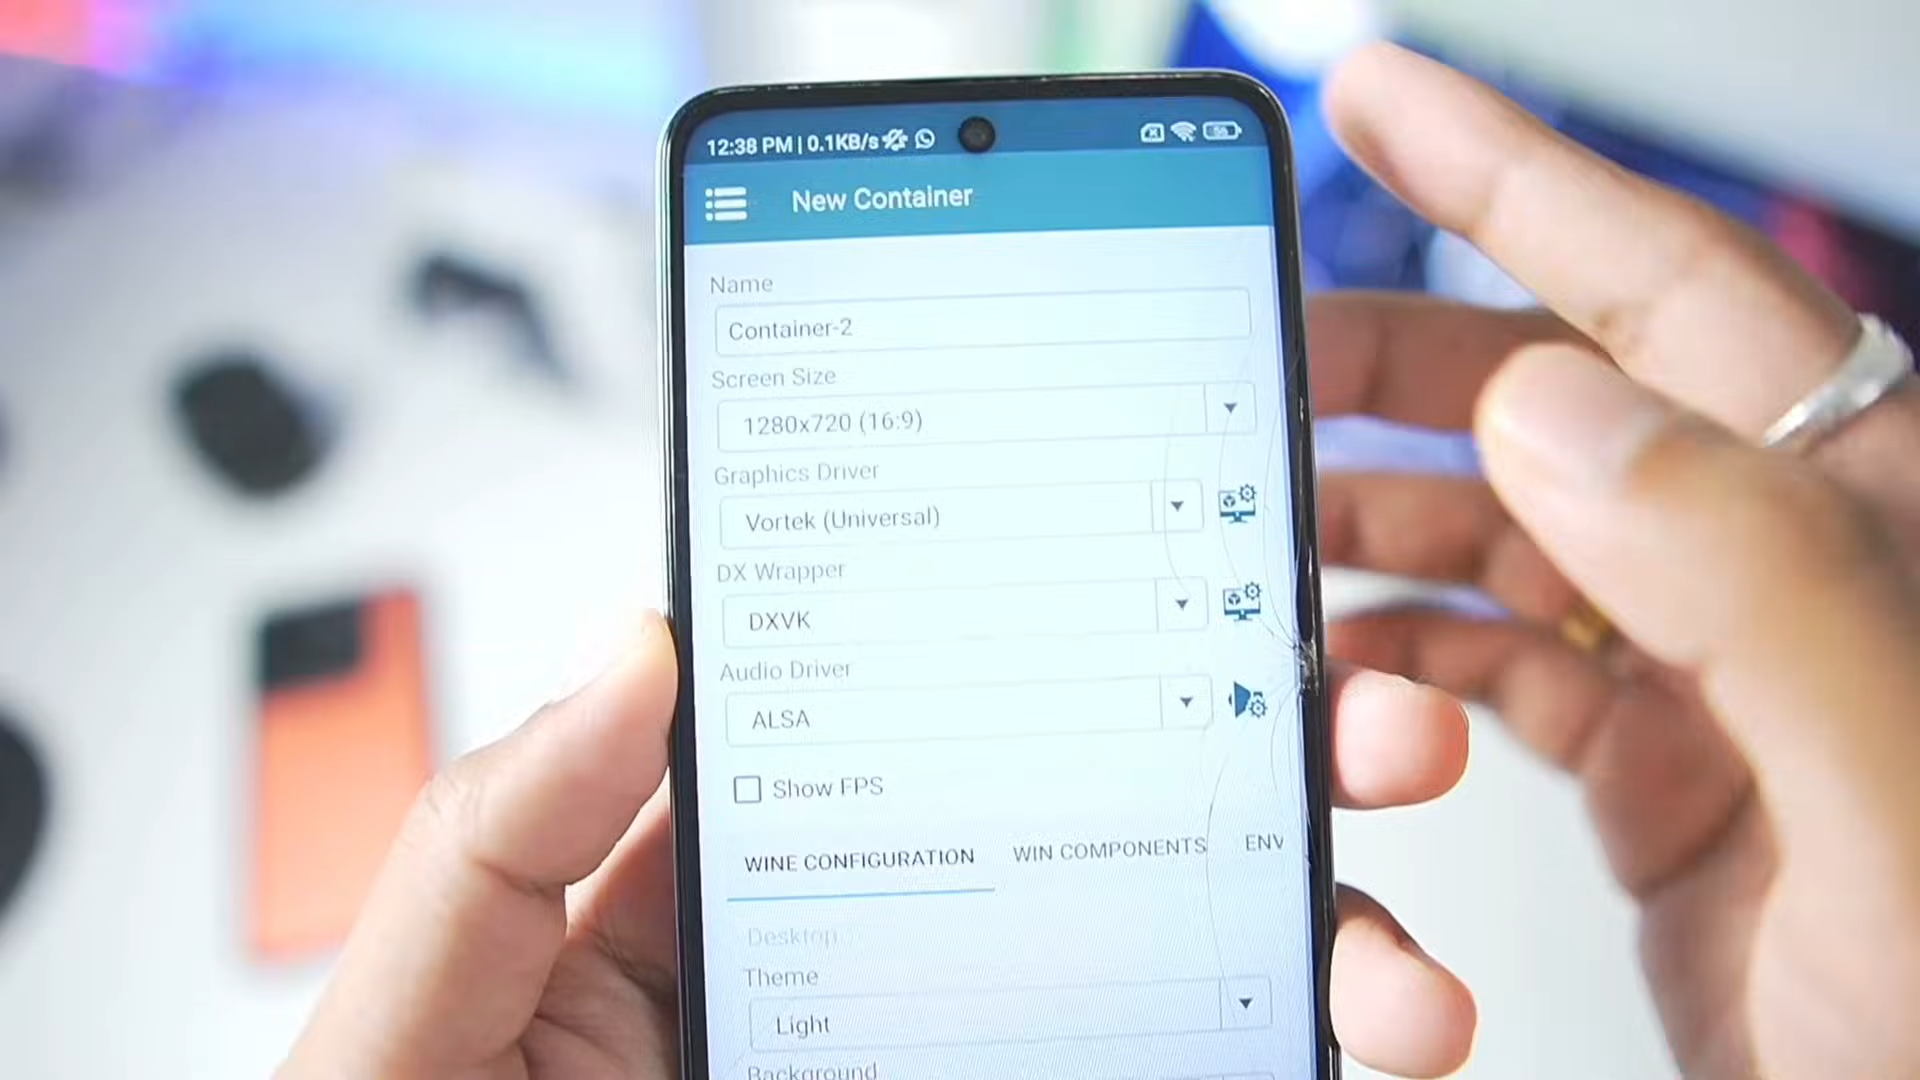 12:38 PM | 0.1KB/s
New Container
Name
Container-2
Screen Size
1280x720 (16:9)
Graphics Driver
Vortek (Universal)
DX Wrapper
DXVK
Audio Driver
ALSA
Show FPS
WINE CONFIGURATION WIN COMPONENTS ENV
Desktop
Theme
Light
Background